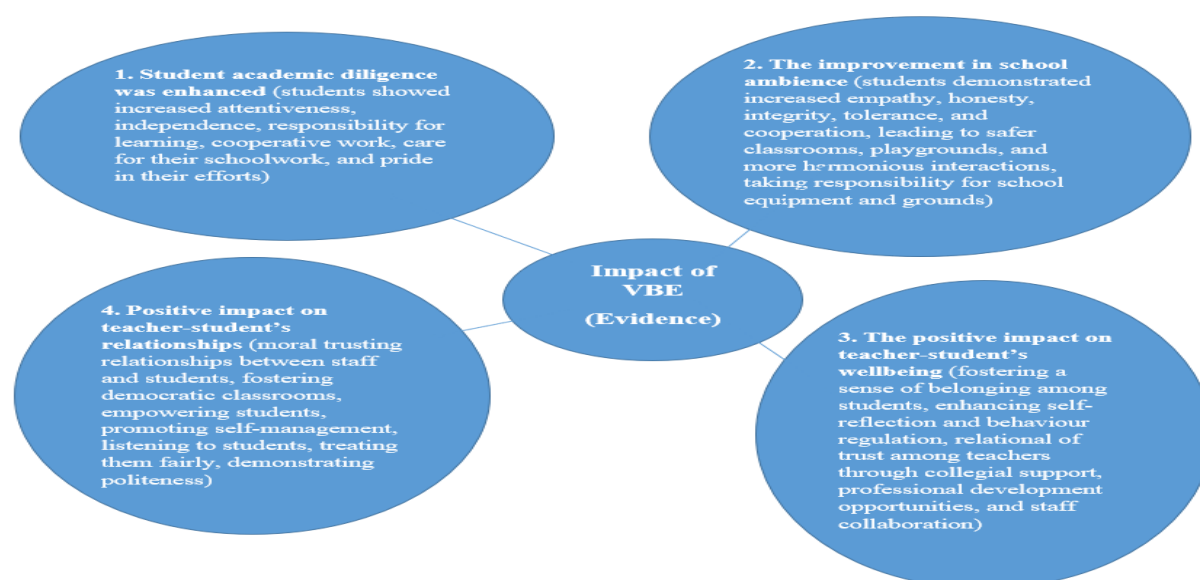 1. Student academic diligence
was enhanced (students showed
increased attentiveness,
independence, responsibility for
learning, cooperative work, care
for their schoolwork, and pride
in their efforts)
2. The improvement in school
ambience (students demonstrated
increased empathy, honesty,
integrity, tolerance, and
cooperation, leading to safer
classrooms, playgrounds, and
more harmonious interactions,
taking responsibility for school
equipment and grounds)
Impact of
VBE
(Evidence)
3. The positive impact on
teacher-student’s
wellbeing (fostering a
sense of belonging among
students, enhancing self-
reflection and behaviour
regulation, relational of
trust among teachers
through collegial support,
professional development
opportunities, and staff
collaboration)
4. Positive impact on
teacher-student’s
relationships (moral trusting
relationships between staff
and students, fostering
democratic classrooms,
empowering students,
promoting self-management,
listening to students, treating
them fairly, demonstrating
politeness)